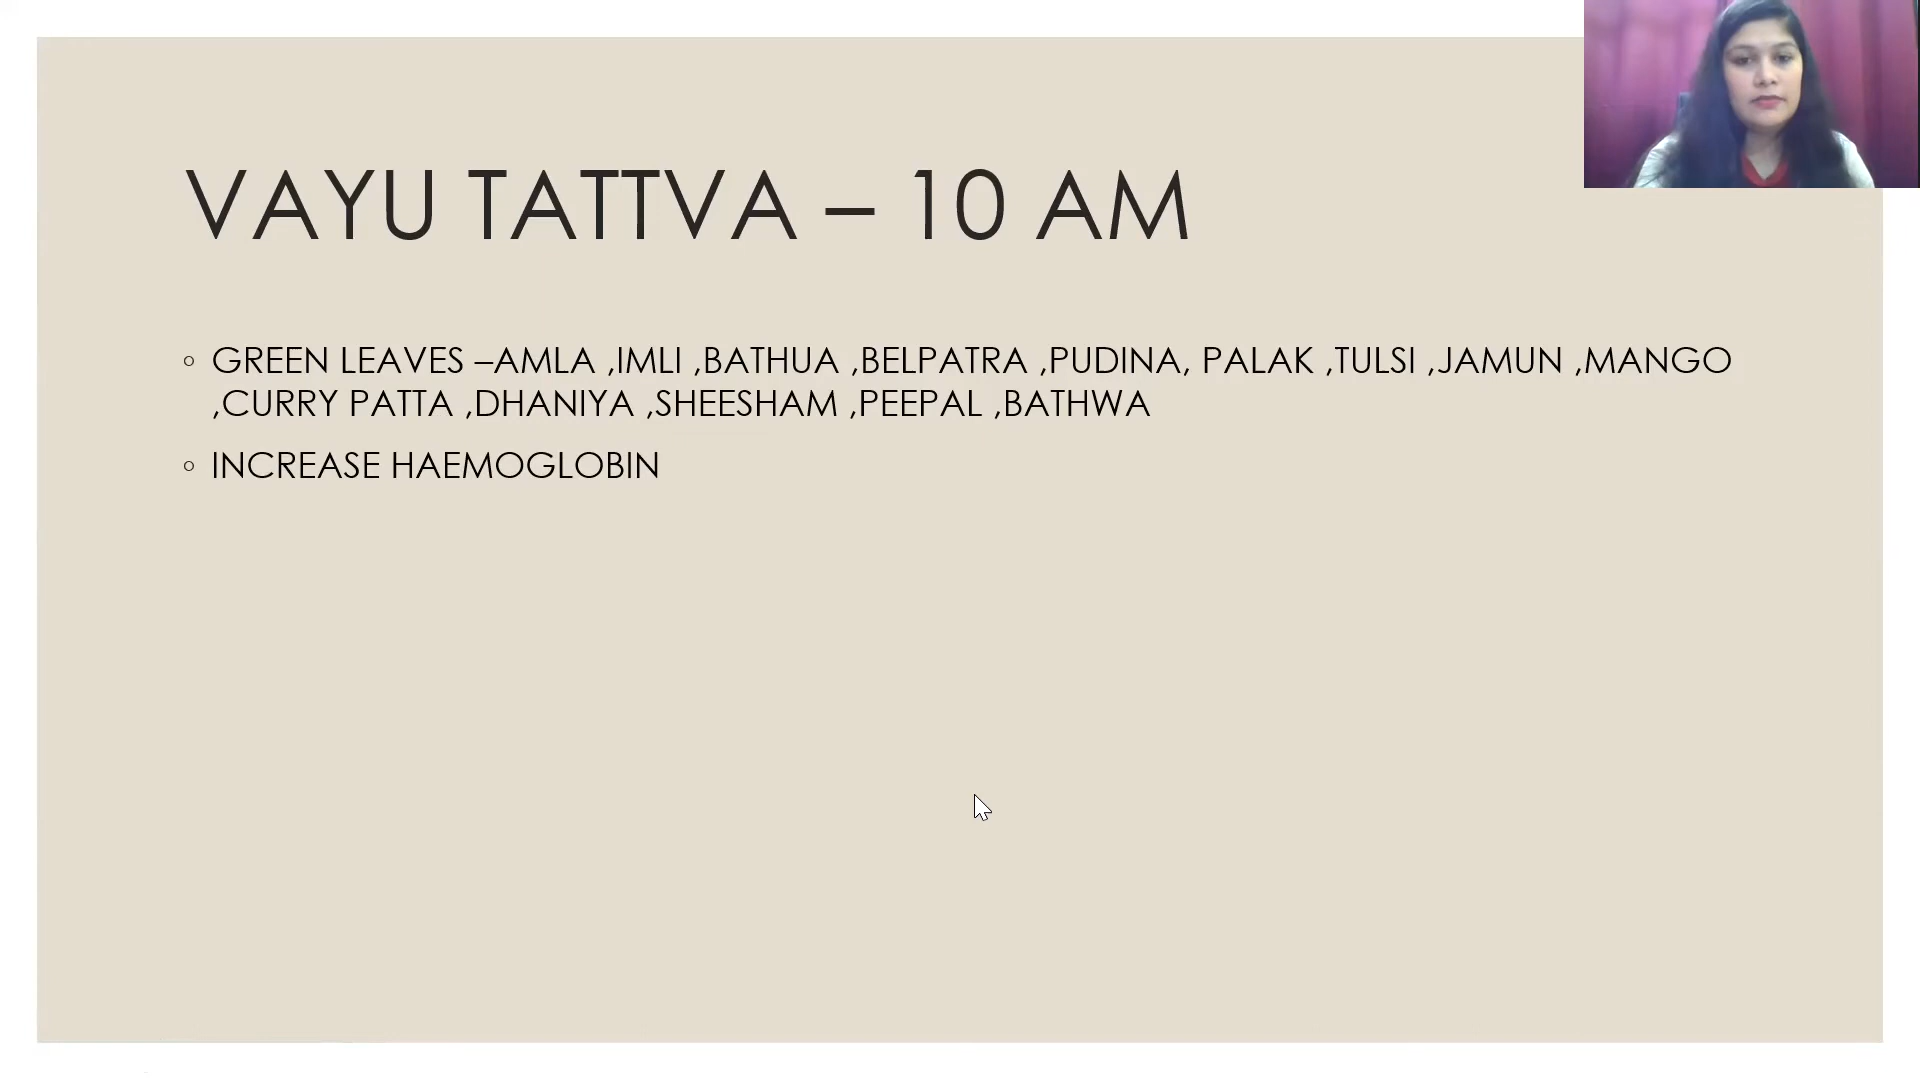 VAYU TATTVA – 10 AM
◦ GREEN LEAVES –AMLA ,IMLI ,BATHUA ,BELPATRA ,PUDINA, PALAK ,TULSI ,JAMUN ,MANGO
,CURRY PATTA ,DHANIYA ,SHEESHAM ,PEEPAL ,BATHWA
◦ INCREASE HAEMOGLOBIN